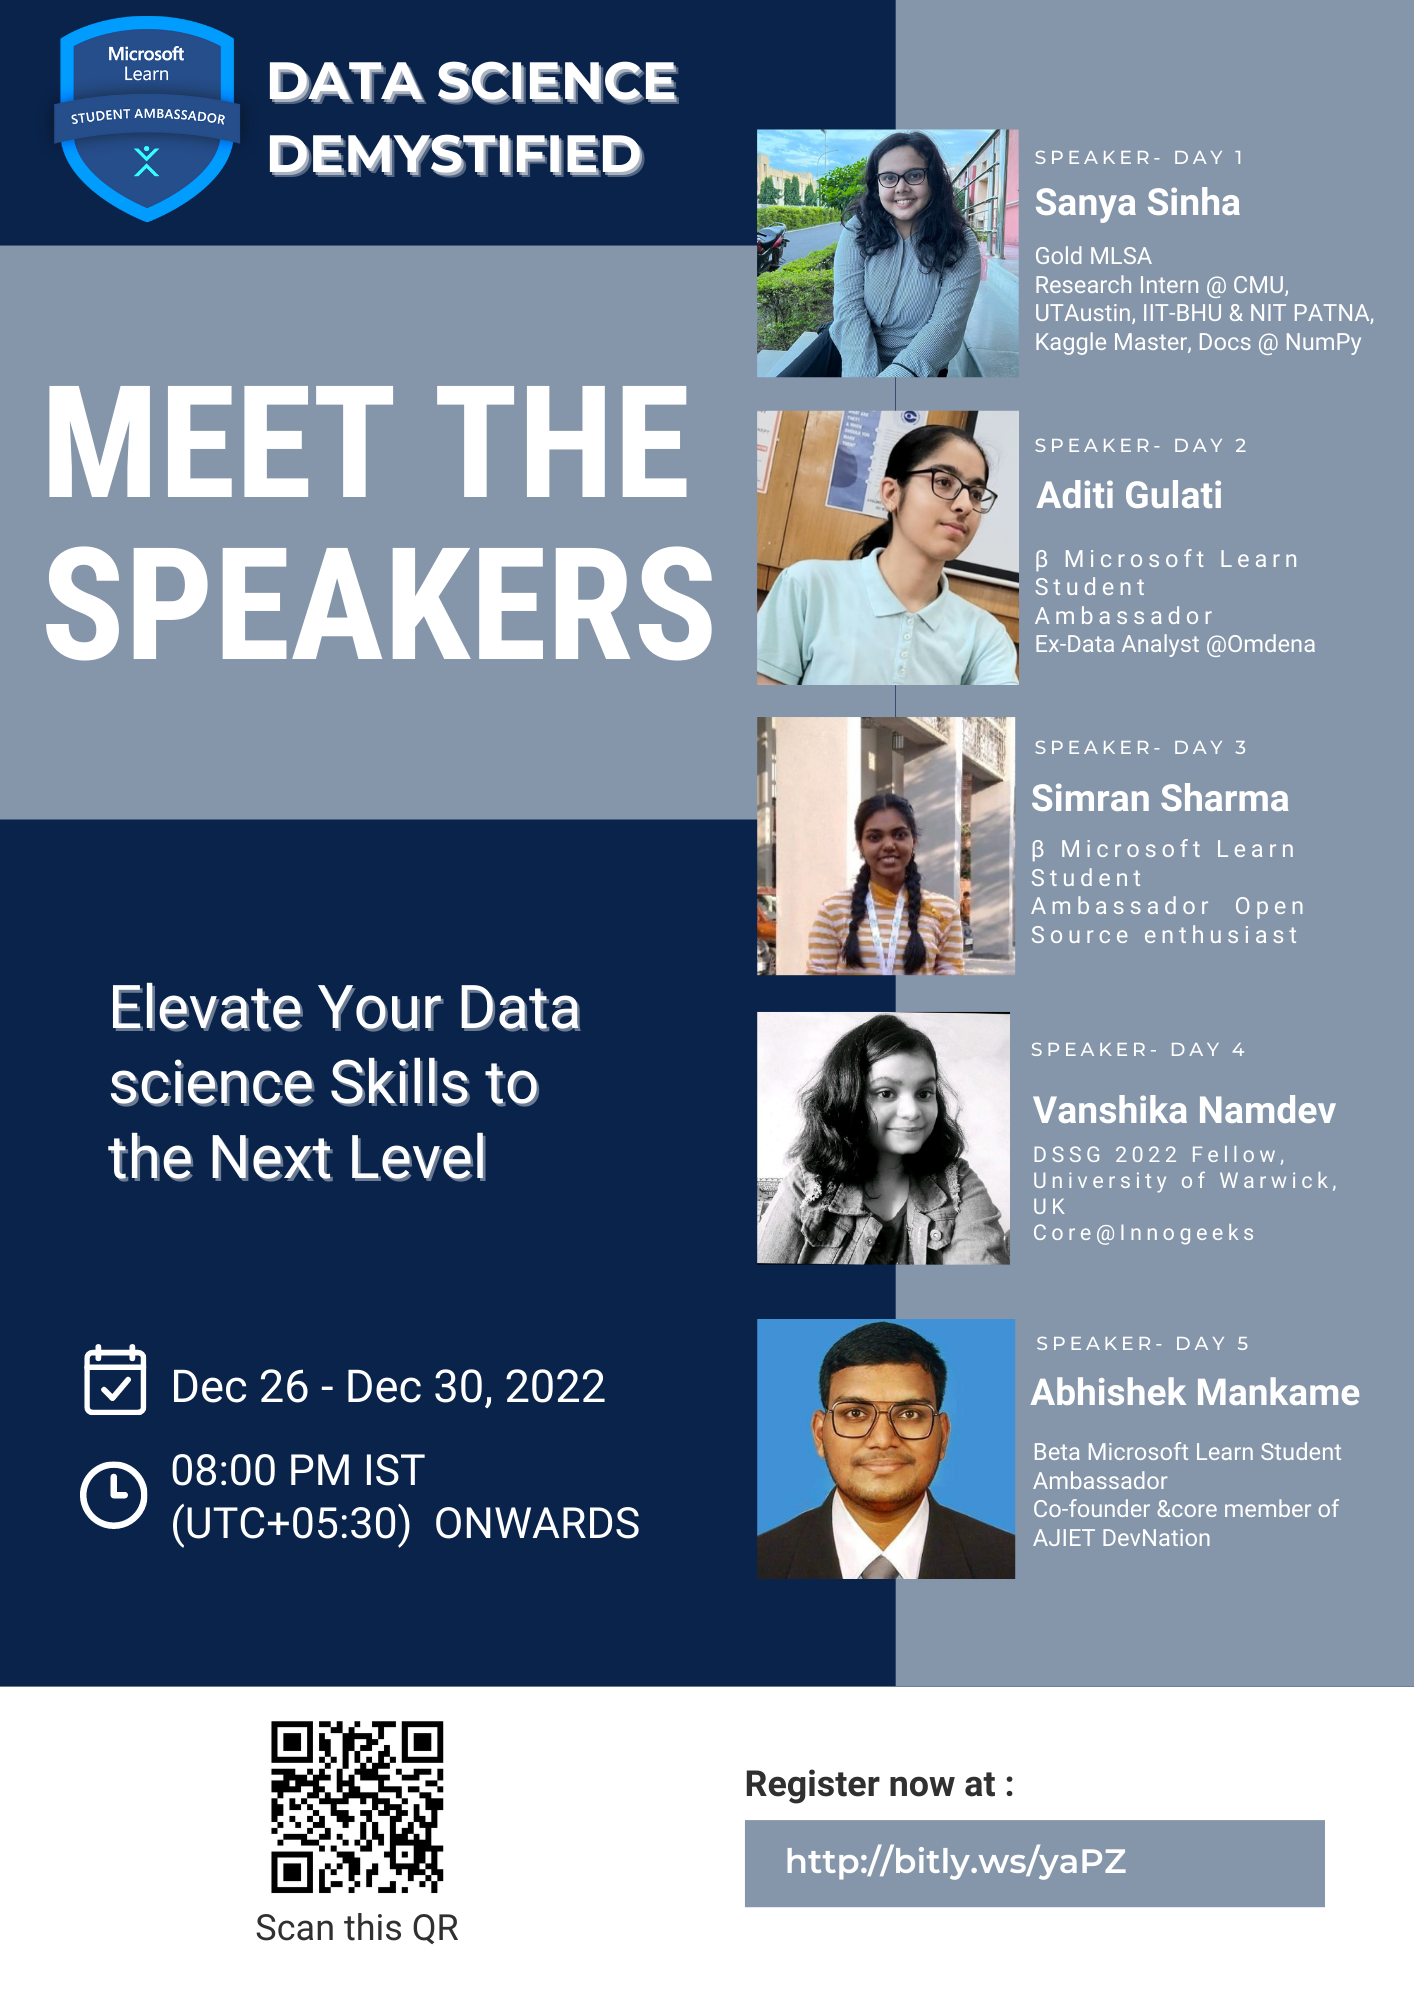 Microsoft
Learn
STUDENT AMBASSADOR
DATA SCIENCE
DEMYSTIFIED
MEET THE
SPEAKERS
Elevate Your Data
science Skills to
the Next Level
Dec 26 - Dec 30, 2022
08:00 PM IST
(UTC+05:30) ONWARDS
SPEAKER- DAY 1
Sanya Sinha
Gold MLSA
Research Intern @ CMU,
UTAustin, IIT-BHU & NIT PATNA,
Kaggle Master, Docs @ NumPy
SPEAKER- DAY 2
Aditi Gulati
β Microsoft Learn
Student
Ambassador
Ex-Data Analyst @Omdena
SPEAKER- DAY 3
Simran Sharma
β Microsoft Learn
Student
Ambassador Open
Source enthusiast
SPEAKER- DAY 4
Vanshika Namdev
DSSG 2022 Fellow,
University of Warwick,
UK
Core@Innogeeks
SPEAKER- DAY 5
Abhishek Mankame
Beta Microsoft Learn Student
Ambassador
Co-founder &core member of
AJIET DevNation
Scan this QR
Register now at :
http://bitly.ws/yaPZ